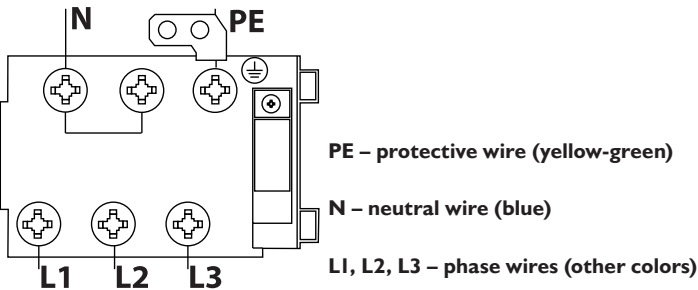 N PE
PE – protective wire (yellow-green)
N – neutral wire (blue)
L1, L2, L3 – phase wires (other colors)
L1 L2 L3